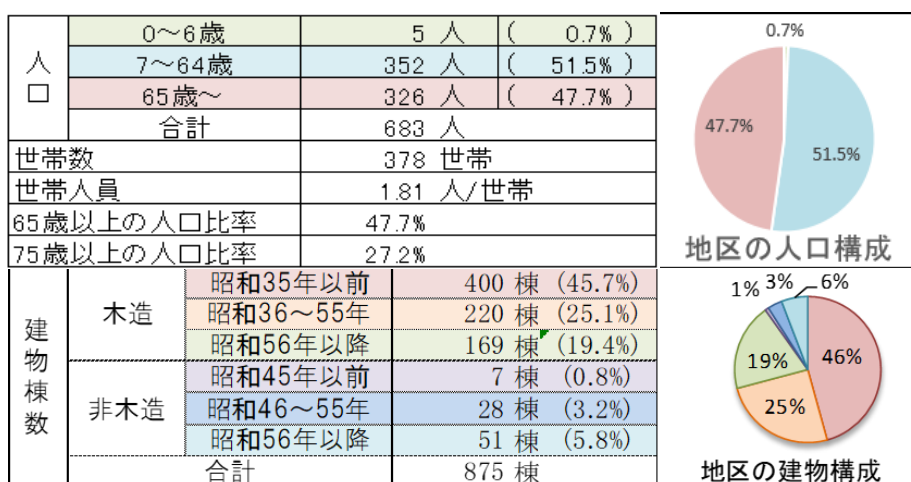 人口
0～6歳 5 人 ( 0.7% )
7～64歳 352 人 ( 51.5% )
65歳～ 326 人 ( 47.7% )
合計 683 人
世帯数 378 世帯
世帯人員 1.81 人/世帯
65歳以上の人口比率 47.7%
75歳以上の人口比率 27.2%
0.7%
47.7%
51.5%
地区の人口構成
建物棟数
木造
昭和35年以前 400 棟 (45.7%)
昭和36～55年 220 棟 (25.1%)
昭和56年以降 169 棟 (19.4%)
非木造
昭和45年以前 7 棟 (0.8%)
昭和46～55年 28 棟 (3.2%)
昭和56年以降 51 棟 (5.8%)
合計 875 棟
1% 3% 6%
19% 46%
25%
地区の建物構成